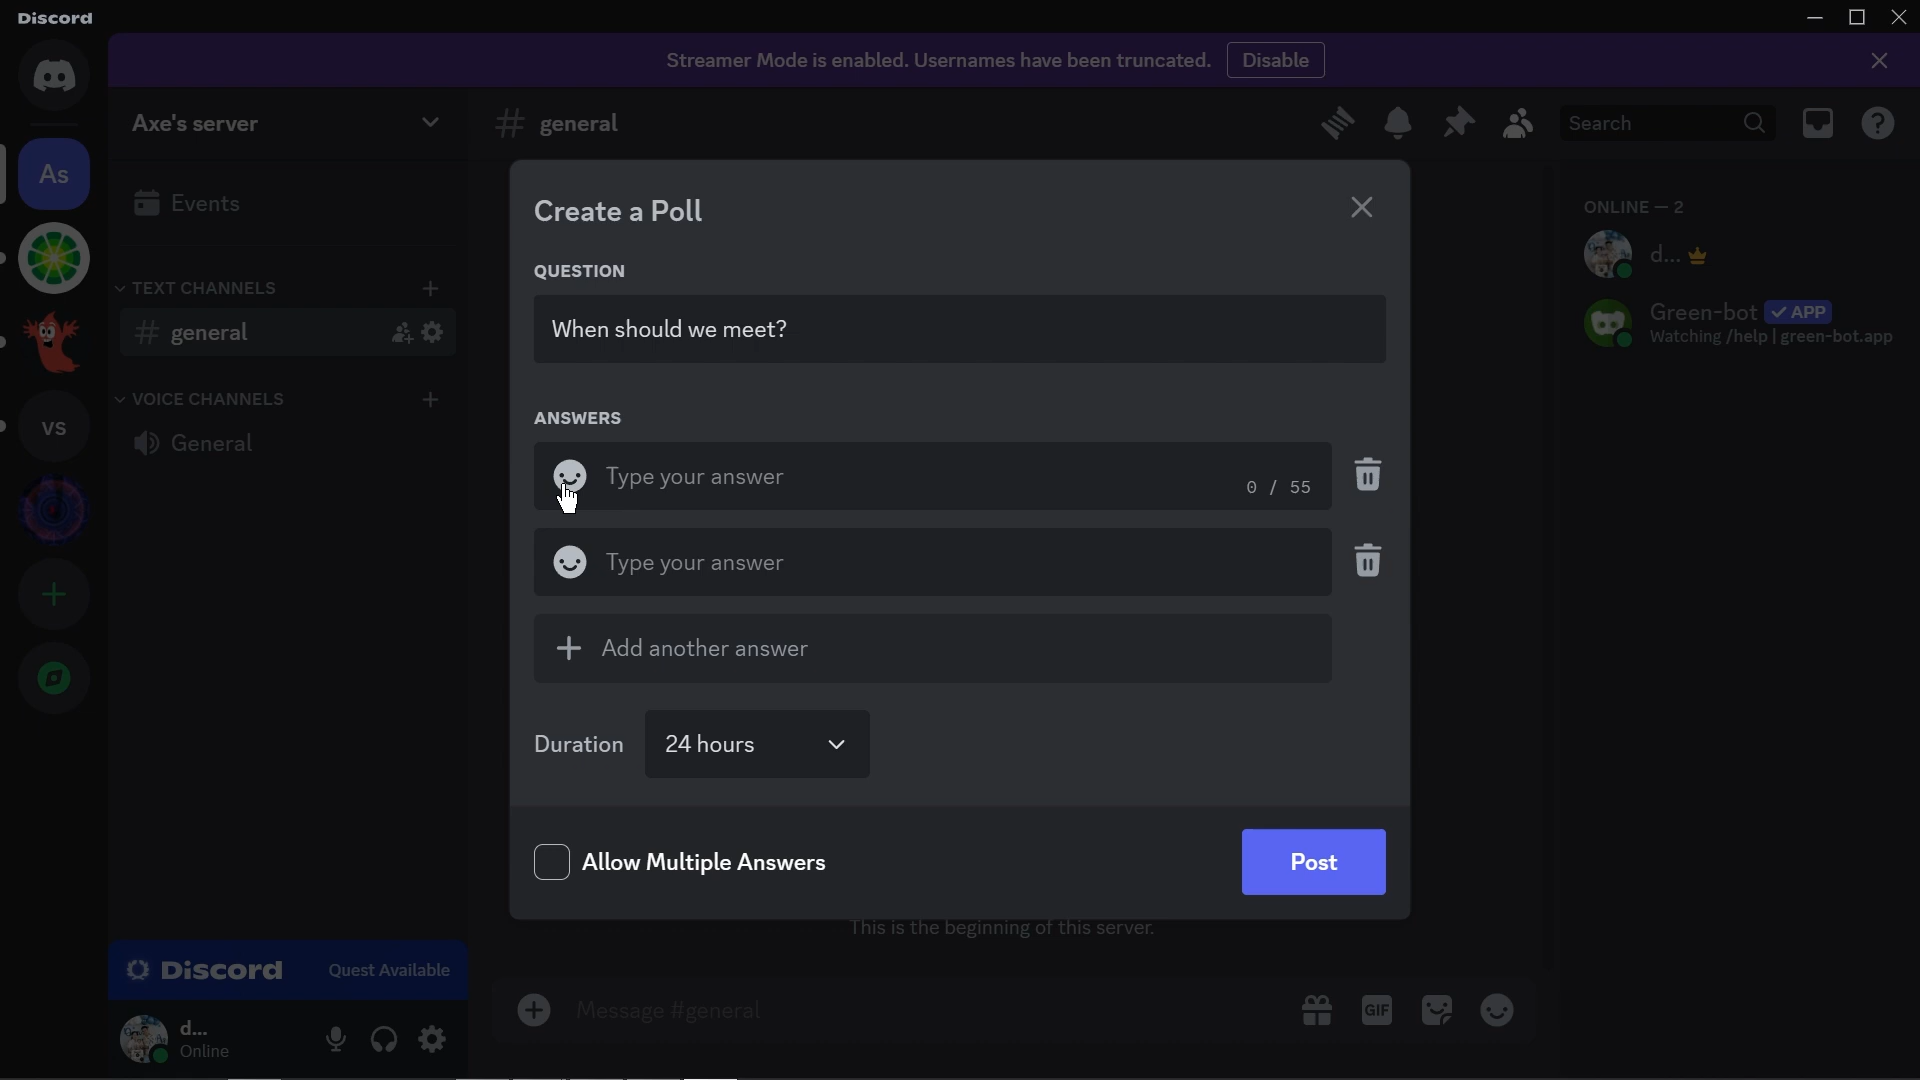 Discord
Streamer Mode is enabled. Usernames have been truncated. Disable
Axe's server
general
Search
As
Events
TEXT CHANNELS
general
VOICE CHANNELS
General
vs
Create a Poll
QUESTION
When should we meet?
ANSWERS
Type your answer
0 / 55
Type your answer
Add another answer
Duration
24 hours
Allow Multiple Answers
Post
This is the beginning of this server.
Message #general
GIF
ONLINE — 2
d...
Green-bot ✓ APP
Watching /help | green-bot.app
Discord
Quest Available
d...
Online